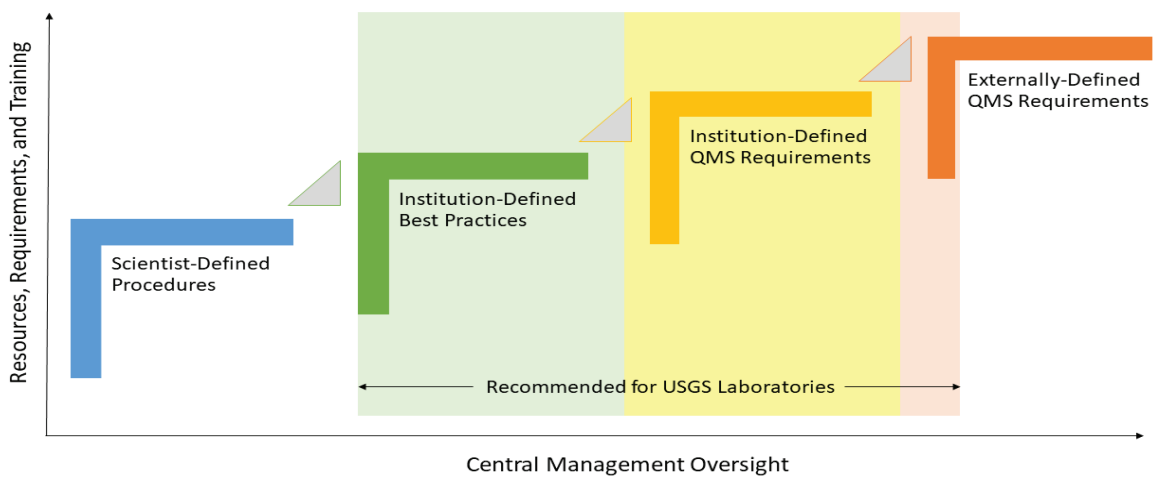 Resources, Requirements, and Training
Externally-Defined
QMS Requirements
Institution-Defined
QMS Requirements
Institution-Defined
Best Practices
Scientist-Defined
Procedures
Recommended for USGS Laboratories
Central Management Oversight